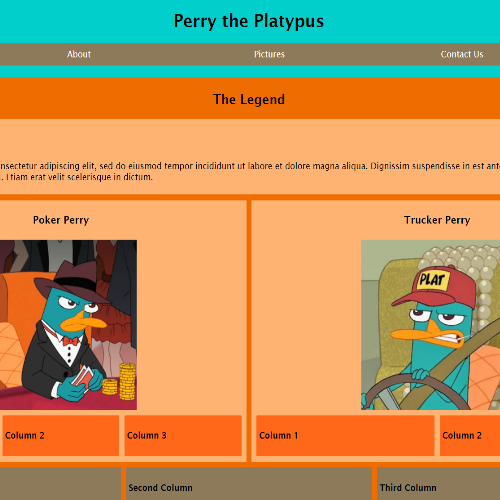 Perry the Platypus
About Pictures Contact Us
The Legend
nsectetur adipiscing elit, sed do eiusmod tempor incididunt ut labore et dolore magna aliqua. Dignissim suspendisse in est ant
. Etiam erat velit scelerisque in dictum.
Poker Perry Trucker Perry
PLAT
Column 2 Column 3 Column 1 Column 2
Second Column Third Column